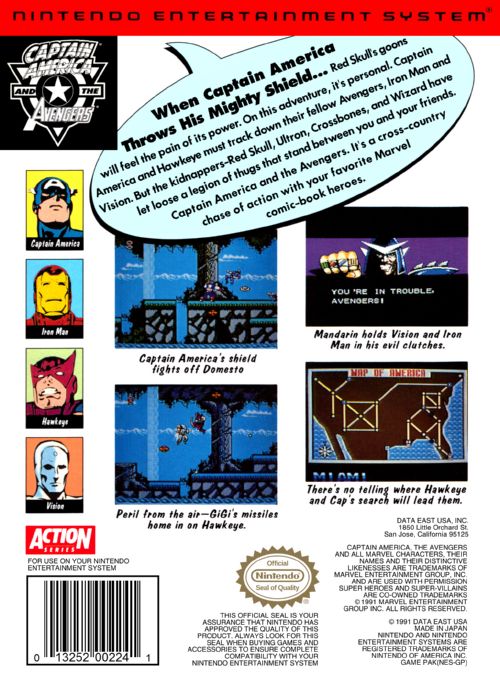 NINTENDO ENTERTAINMENT SYSTEM®
CAPTAIN
AMERICA
AND THE
AVENGERS
When Captain America
Throws His Mighty Shield... Red Skull's goons
will feel the pain of its power. On this adventure, it's personal. Captain
America and Hawkeye must track down their fellow Avengers, Iron Man and
Vision. But the kidnappers-Red Skull, Ultron, Crossbones, and Wizard have
let loose a legion of thugs that stand between you and your friends.
Captain America and the Avengers. It's a cross-country
chase of action with your favorite Marvel
comic-book heroes.
Captain America
Iron Man
Hawkeye
Vision
Captain America's shield
fights off Domesto
YOU'RE IN TROUBLE,
AVENGERS!
Mandarin holds Vision and Iron
Man in his evil clutches.
Peril from the air—GiGi's missiles
home in on Hawkeye.
MAP OF AMERICA
MIAMI
There's no telling where Hawkeye
and Cap's search will lead them.
ACTION
SERIES
FOR USE ON YOUR NINTENDO
ENTERTAINMENT SYSTEM
0 13252 00224 1
Official
Nintendo
Seal of Quality
THIS OFFICIAL SEAL IS YOUR
ASSURANCE THAT NINTENDO HAS
APPROVED THE QUALITY OF THIS
PRODUCT. ALWAYS LOOK FOR THIS
SEAL WHEN BUYING GAMES AND
ACCESSORIES TO ENSURE COMPLETE
COMPATIBILITY WITH YOUR
NINTENDO ENTERTAINMENT SYSTEM
DATA EAST USA, INC.
1850 Little Orchard St.
San Jose, California 95125
CAPTAIN AMERICA, THE AVENGERS
AND ALL MARVEL CHARACTERS, THEIR
NAMES AND THEIR DISTINCTIVE
LIKENESSES ARE TRADEMARKS OF
MARVEL ENTERTAINMENT GROUP, INC.
AND ARE USED WITH PERMISSION
SUPER HEROES AND SUPER-VILLAINS
ARE CO-OWNED TRADEMARKS
© 1991 MARVEL ENTERTAINMENT
GROUP INC. ALL RIGHTS RESERVED.
© 1991 DATA EAST USA
MADE IN JAPAN
NINTENDO AND NINTENDO
ENTERTAINMENT SYSTEMS ARE
REGISTERED TRADEMARKS OF
NINTENDO OF AMERICA INC.
GAME PAK(NES-GP)